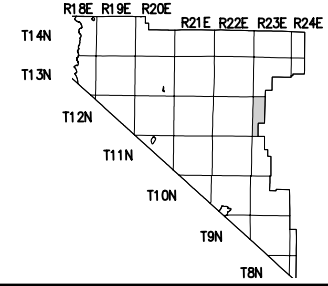 R18E R19E R20E
R21E R22E R23E R24E
T14N
T13N
T12N
T11N
T10N
T9N
T8N